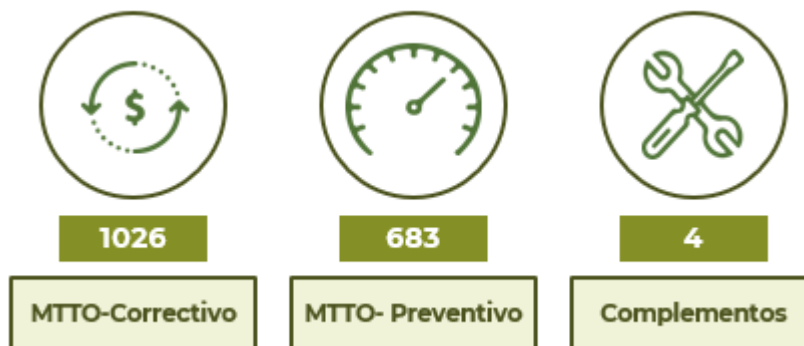 $
1026
683
4
MTTO-Correctivo
MTTO- Preventivo
Complementos